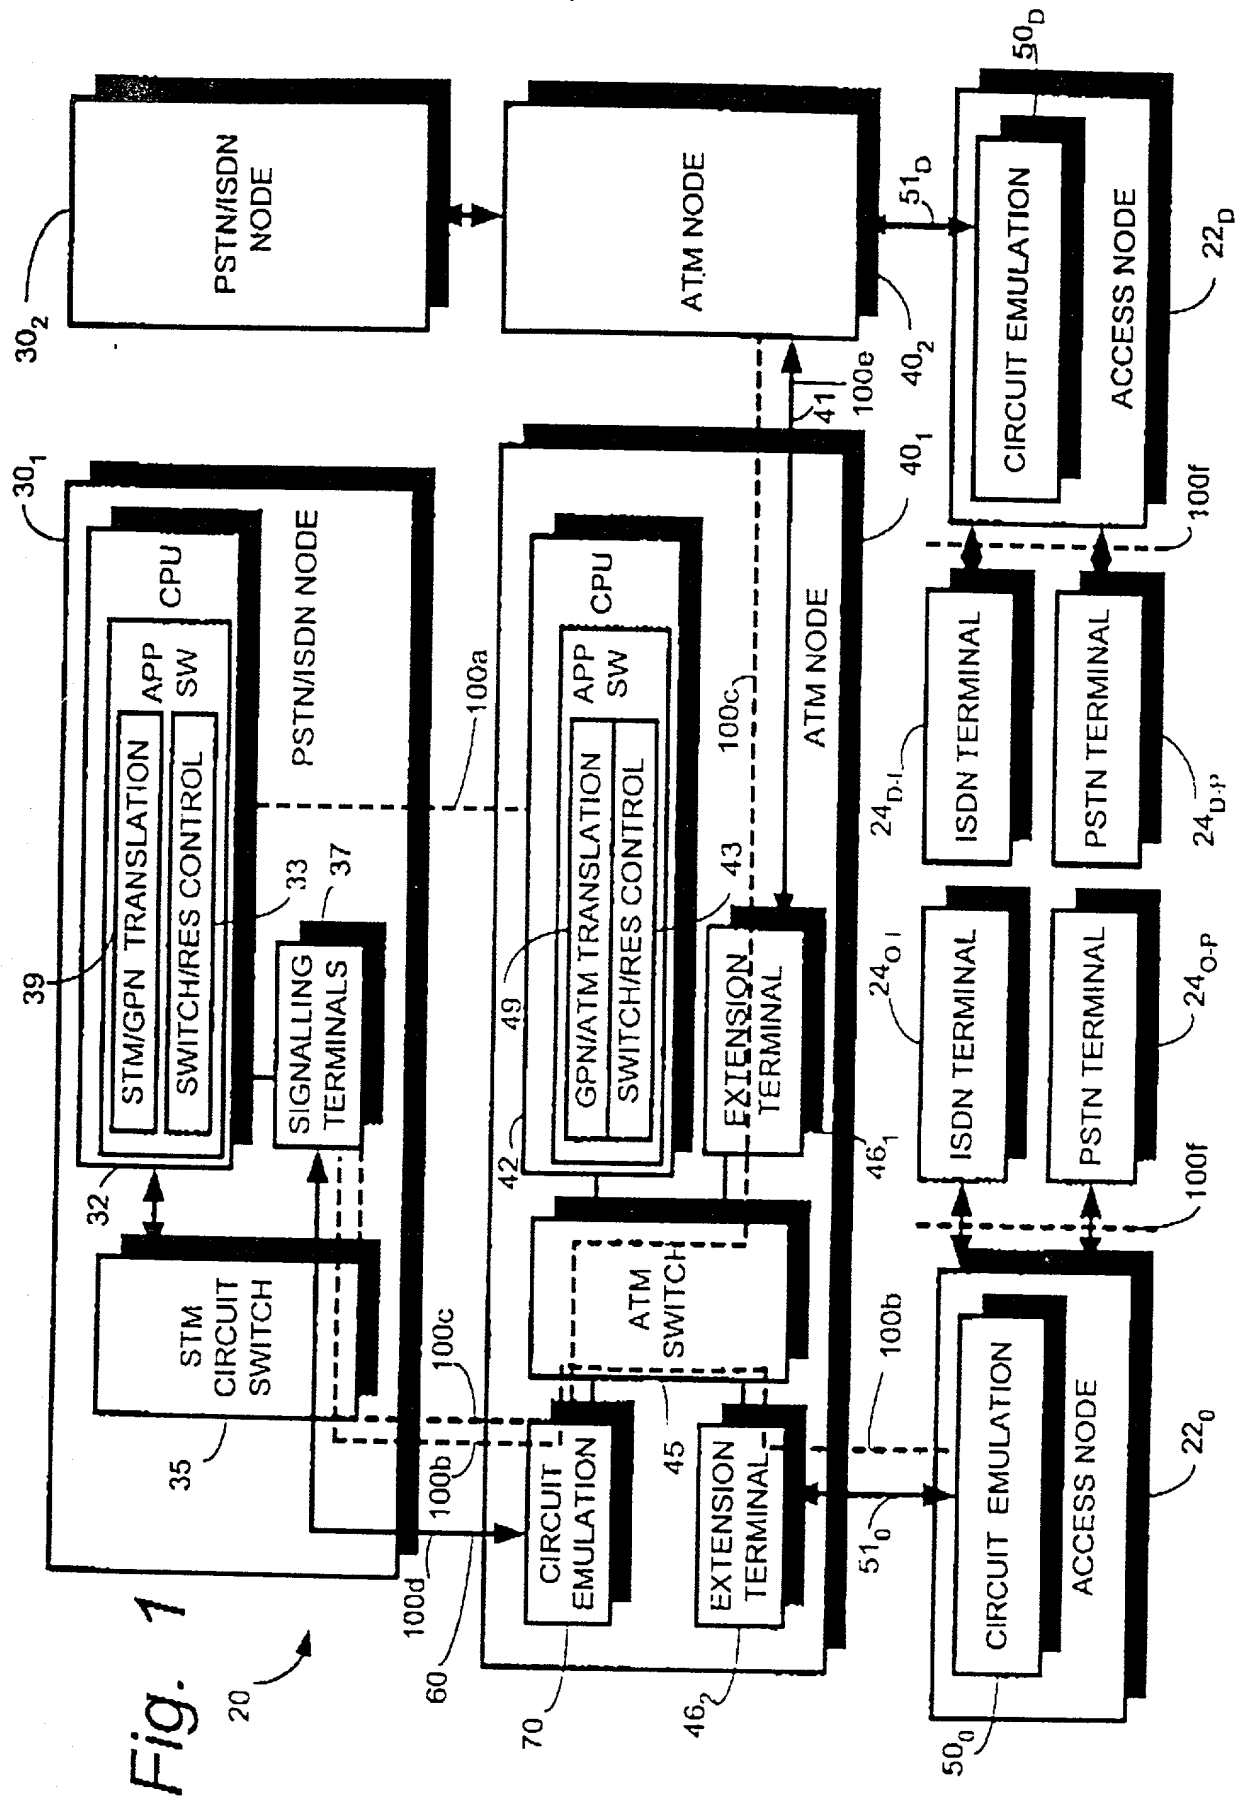 Fig. 1
20
30₁
PSTN/ISDN NODE
32
CPU
APP
SW
39
STM/GPN TRANSLATION
SWITCH/RES CONTROL
33
37
SIGNALLING
TERMINALS
STM
CIRCUIT
SWITCH
35
30₂
PSTN/ISDN
NODE
100a
100c
100b
100d
60
40₁
ATM NODE
42
CPU
APP
SW
49
GPN/ATM TRANSLATION
SWITCH/RES CONTROL
43
ATM
SWITCH
45
CIRCUIT
EMULATION
70
EXTENSION
TERMINAL
46₂
EXTENSION
TERMINAL
46₁
100c
41
100e
ATM NODE
40₂
51₀
100b
51D
50₀
CIRCUIT EMULATION
ACCESS NODE
22₀
100f
24O-I
ISDN TERMINAL
PSTN TERMINAL
24O-P
24D-I
ISDN TERMINAL
PSTN TERMINAL
24D-P
100f
50D
CIRCUIT EMULATION
ACCESS NODE
22D